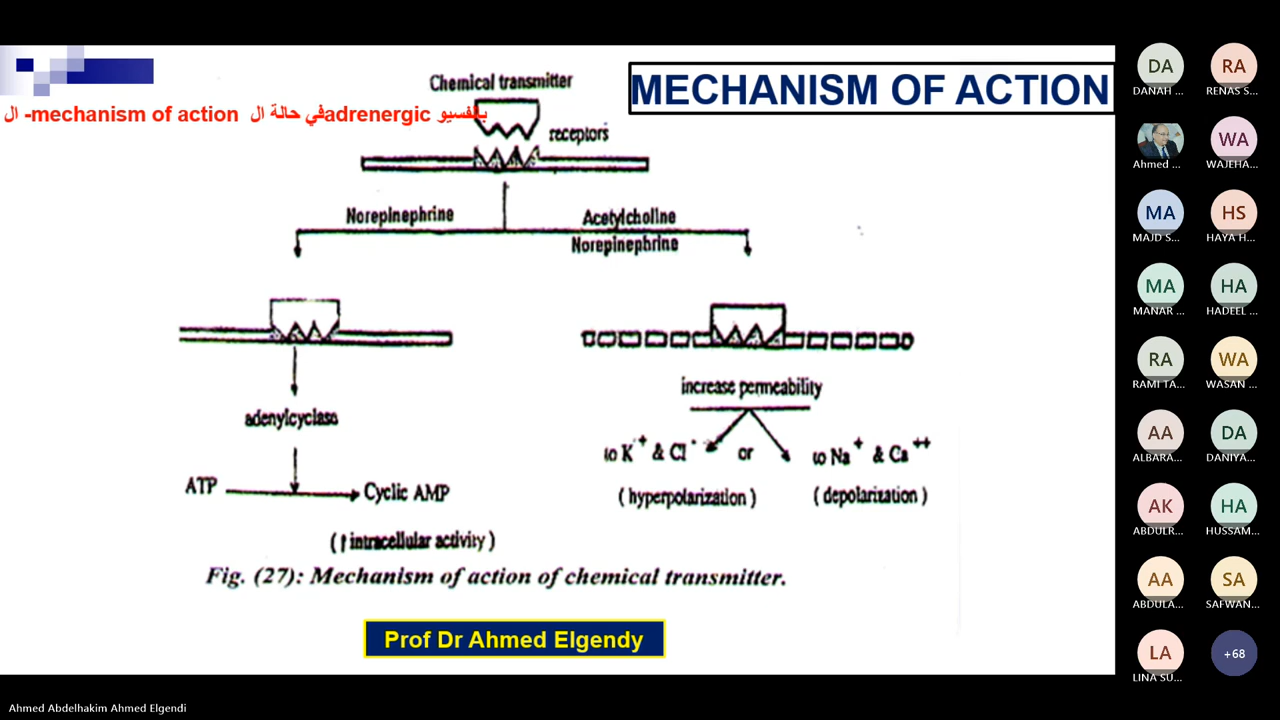 Chemical transmitter
MECHANISM OF ACTION
ال -mechanism of action في حالة ال adrenergic بالفسيو
receptors
Norepinephrine
Acetylcholine
Norepinephrine
increase permeability
adenylcyclase
to K+ & Cl- or to Na+ & Ca++
ATP
Cyclic AMP
(hyperpolarization)
(depolarization)
(↑ intracellular activity)
Fig. (27): Mechanism of action of chemical transmitter.
Prof Dr Ahmed Elgendy
Ahmed Abdelhakim Ahmed Elgendi
DA
RA
DANAH ...
RENAS S...
WA
Ahmed ...
WAJEHA...
MA
HS
MAJD S...
HAYA H...
MA
HA
MANAR ...
HADEEL ...
RA
WA
RAMI TA...
WASAN ...
AA
DA
ALBARA...
DANIYA...
AK
HA
ABDULR...
HUSSAM...
AA
SA
ABDULA...
SAFWAN...
LA
+68
LINA SU...